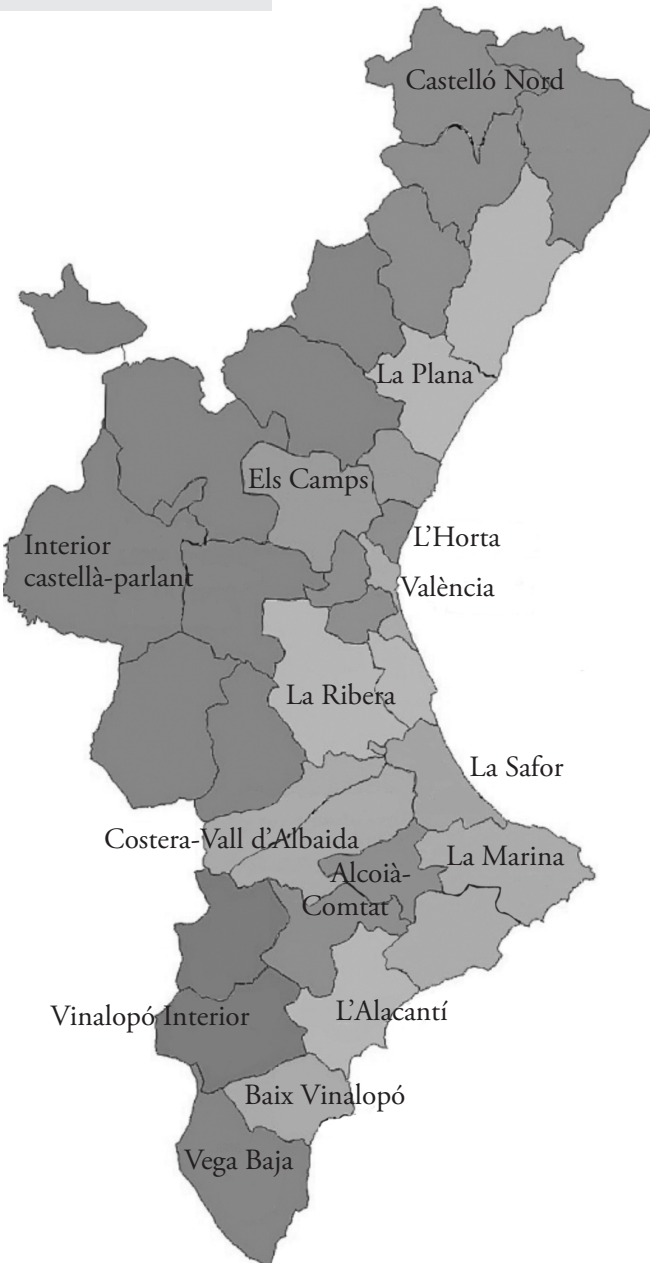 Castelló Nord
La Plana
Els Camps
L'Horta
Interior
castellà-parlant
València
La Ribera
La Safor
Costera-Vall d'Albaida
La Marina
Alcoià-
Comtat
Vinalopó Interior
L'Alacantí
Baix Vinalopó
Vega Baja